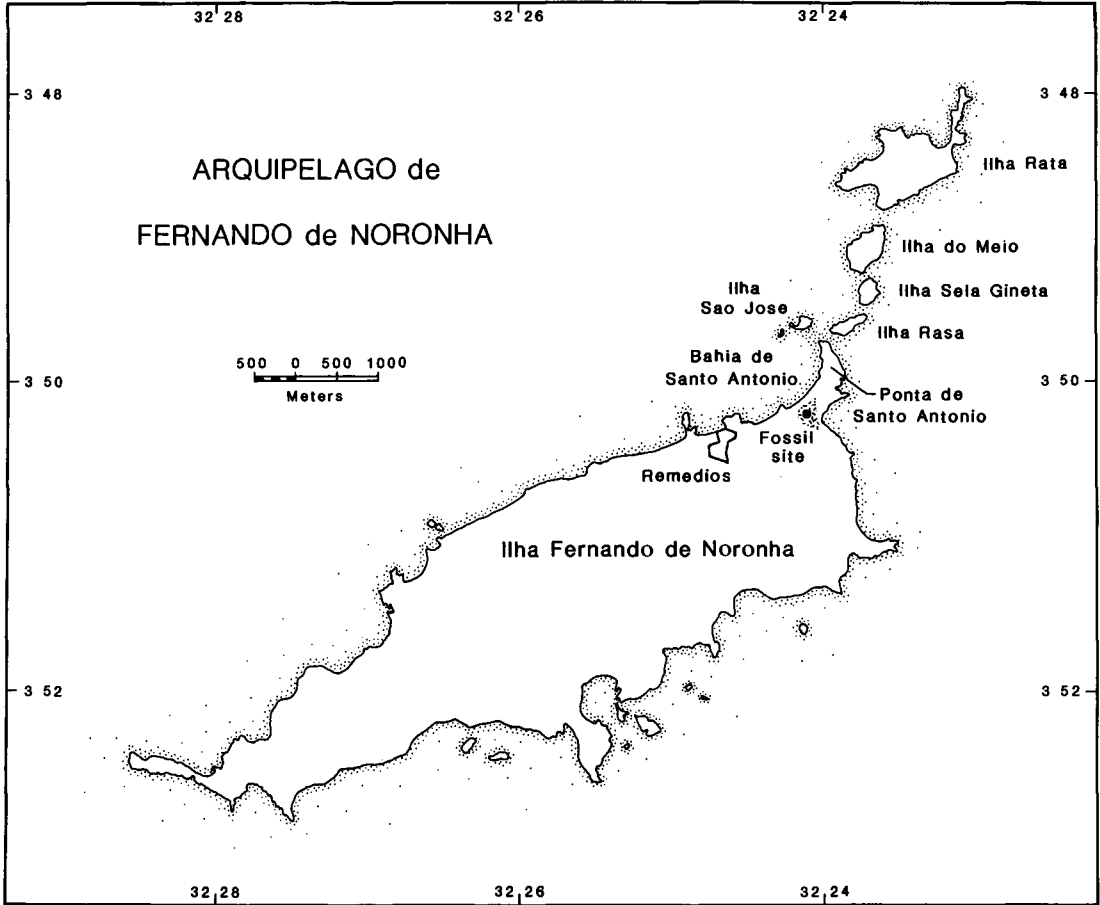 32 28 32 26 32 24
3 48 3 48
ARQUIPELAGO de
FERNANDO de NORONHA
Ilha Rata
Ilha do Meio
Ilha Sela Gineta
Ilha
Sao Jose
Ilha Rasa
500 0 500 1000
Meters
Bahia de
Santo Antonio
3 50 3 50
Ponta de
Santo Antonio
Fossil
site
Remedios
Ilha Fernando de Noronha
3 52 3 52
32 28 32 26 32 24